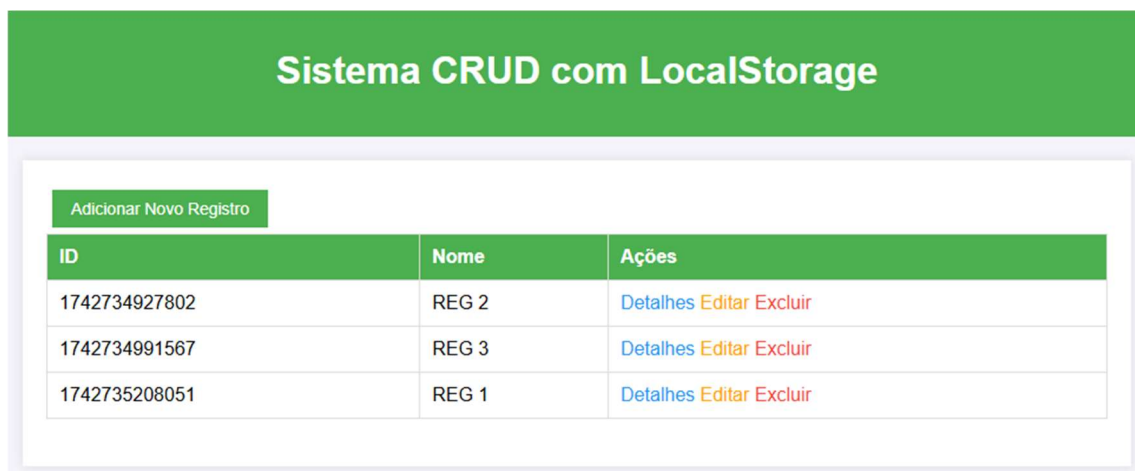 Sistema CRUD com LocalStorage
Adicionar Novo Registro
ID Nome Ações
1742734927802 REG 2 Detalhes Editar Excluir
1742734991567 REG 3 Detalhes Editar Excluir
1742735208051 REG 1 Detalhes Editar Excluir